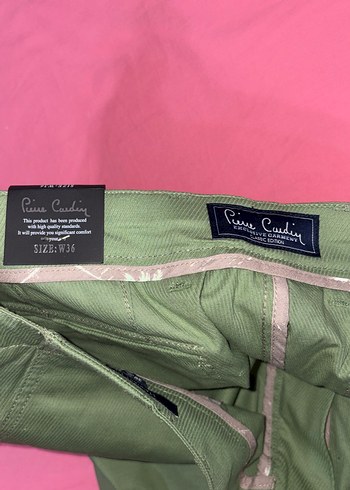 Pierre Cardin
This product has been produced
with high quality standards.
It will provide you significant comfort
SIZE: W36
Pierre Cardin
EXCLUSIVE GARMENT
CLASSIC EDITION